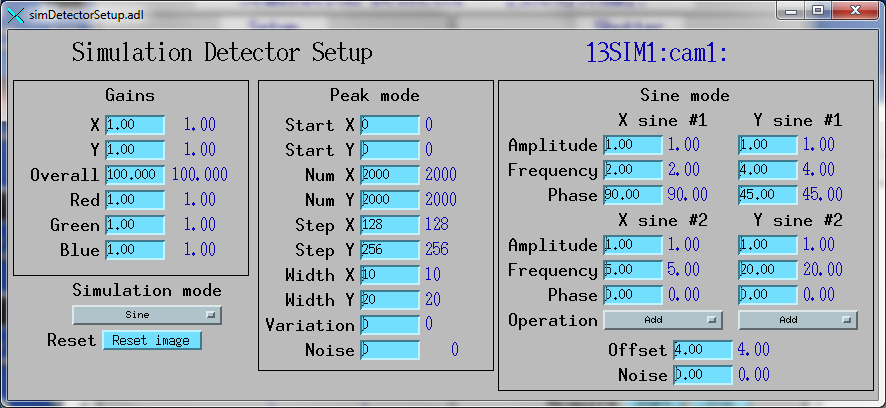 simDetectorSetup.adl
Simulation Detector Setup
13SIM1:cam1:
Gains
X 1.00 1.00
Y 1.00 1.00
Overall 100.000 100.000
Red 1.00 1.00
Green 1.00 1.00
Blue 1.00 1.00
Simulation mode
Sine
Reset Reset image
Peak mode
Start X 0 0
Start Y 0 0
Num X 2000 2000
Num Y 2000 2000
Step X 128 128
Step Y 256 256
Width X 10 10
Width Y 20 20
Variation 0 0
Noise 0 0
Sine mode
X sine #1 Y sine #1
Amplitude 1.00 1.00 1.00 1.00
Frequency 2.00 2.00 4.00 4.00
Phase 90.00 90.00 45.00 45.00
X sine #2 Y sine #2
Amplitude 1.00 1.00 1.00 1.00
Frequency 5.00 5.00 20.00 20.00
Phase 0.00 0.00 0.00 0.00
Operation Add Add
Offset 4.00 4.00
Noise 0.00 0.00